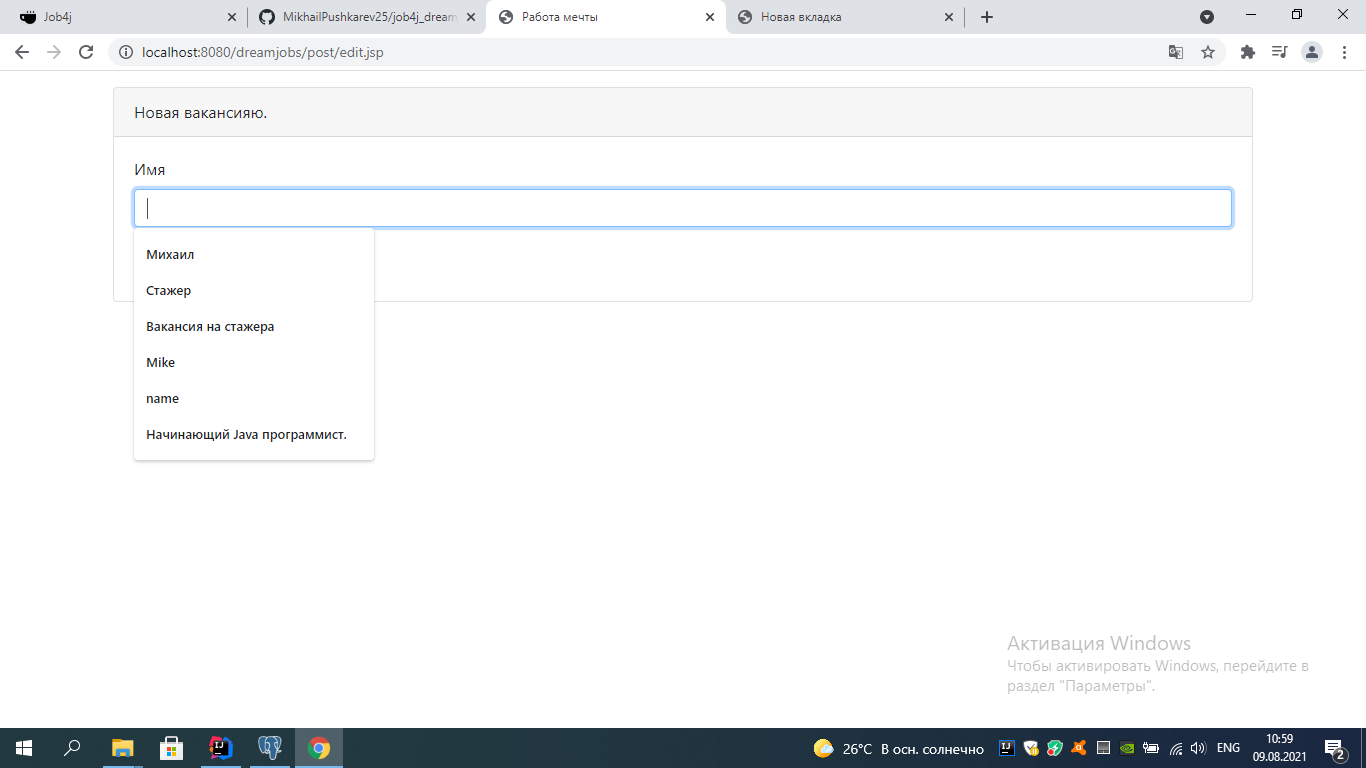 Job4j
MikhailPushkarev25/job4j_dream
Работа мечты
Новая вкладка
localhost:8080/dreamjobs/post/edit.jsp
Новая вакансияю.
Имя
Михаил
Стажер
Вакансия на стажера
Mike
name
Начинающий Java программист.
Активация Windows
Чтобы активировать Windows, перейдите в
раздел "Параметры".
26°C В осн. солнечно
ENG
10:59
09.08.2021
2